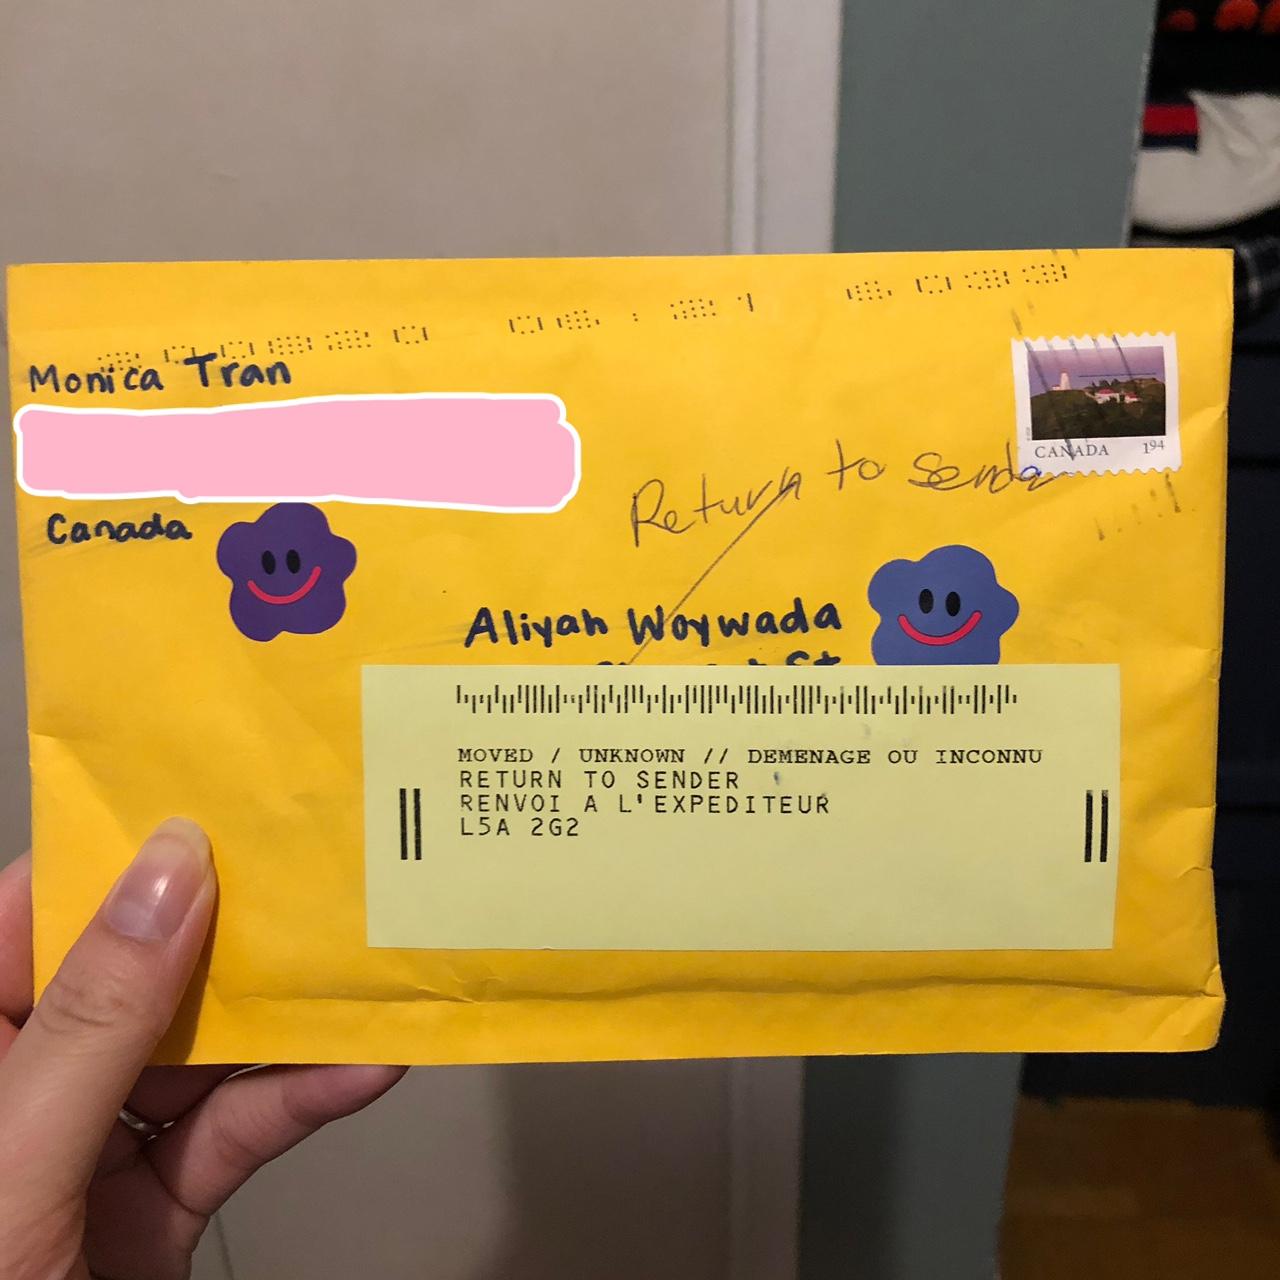 Monica Tran
Canada
CANADA 194
Return to Sender
Aliyah Woywada
St
MOVED / UNKNOWN // DEMENAGE OU INCONNU
RETURN TO SENDER
RENVOI A L'EXPEDITEUR
L5A 2G2